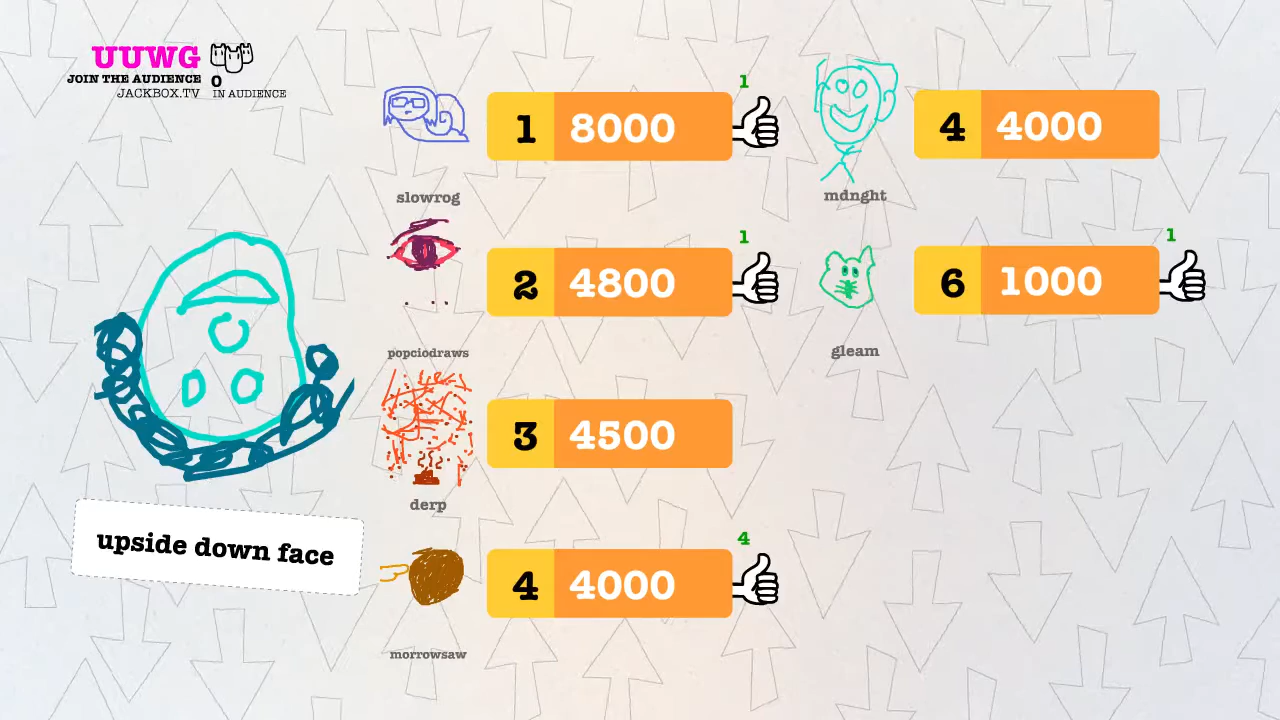 UUWG
JOIN THE AUDIENCE
JACKBOX.TV
0
IN AUDIENCE
upside down face
1 8000
1
slowrog
2 4800
1
popciodraws
3 4500
derp
4 4000
4
morrowsaw
4 4000
mdnght
6 1000
1
gleam